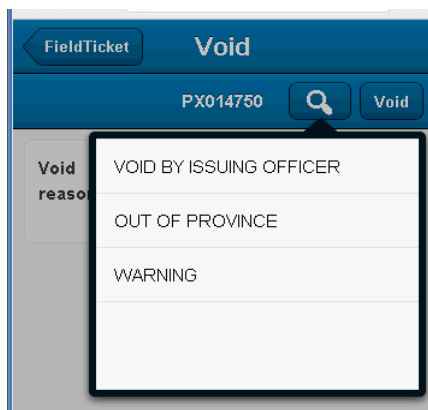 FieldTicket Void
PX014750 Void
Void
reaso
VOID BY ISSUING OFFICER
OUT OF PROVINCE
WARNING